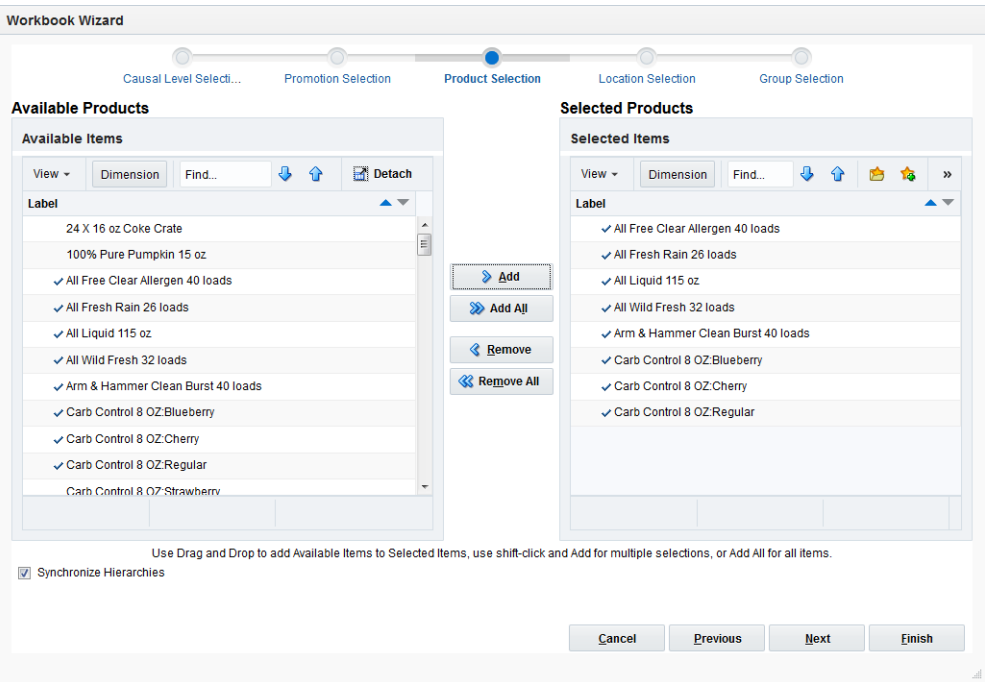 Workbook Wizard
Causal Level Selecti... Promotion Selection Product Selection Location Selection Group Selection
Available Products
Available Items
View Dimension Find... Detach
Label
24 X 16 oz Coke Crate
100% Pure Pumpkin 15 oz
All Free Clear Allergen 40 loads
All Fresh Rain 26 loads
All Liquid 115 oz
All Wild Fresh 32 loads
Arm & Hammer Clean Burst 40 loads
Carb Control 8 OZ:Blueberry
Carb Control 8 OZ:Cherry
Carb Control 8 OZ:Regular
Carb Control 8 OZ:Strawberry
Add
Add All
Remove
Remove All
Selected Products
Selected Items
View Dimension Find... »
Label
All Free Clear Allergen 40 loads
All Fresh Rain 26 loads
All Liquid 115 oz
All Wild Fresh 32 loads
Arm & Hammer Clean Burst 40 loads
Carb Control 8 OZ:Blueberry
Carb Control 8 OZ:Cherry
Carb Control 8 OZ:Regular
Use Drag and Drop to add Available Items to Selected Items, use shift-click and Add for multiple selections, or Add All for all items.
Synchronize Hierarchies
Cancel Previous Next Finish